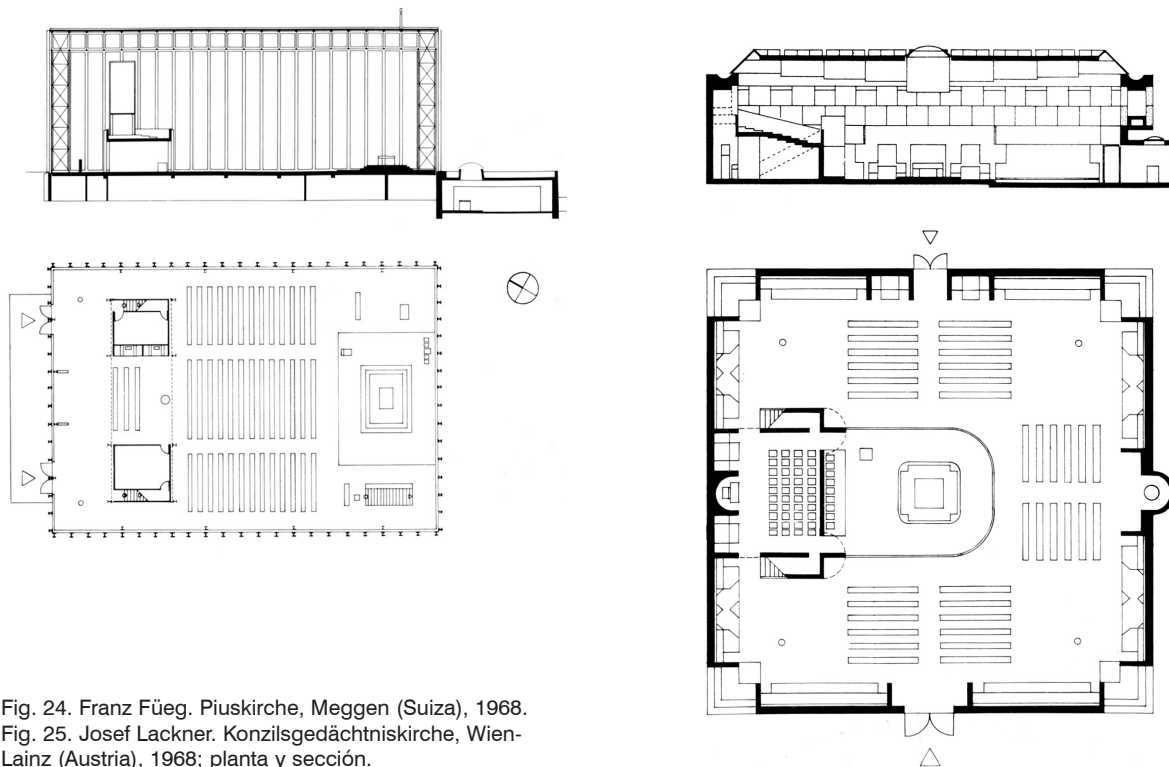 Fig. 24. Franz Füeg. Piuskirche, Meggen (Suiza), 1968.
Fig. 25. Josef Lackner. Konzilsgedächtniskirche, Wien-
Lainz (Austria), 1968; planta y sección.